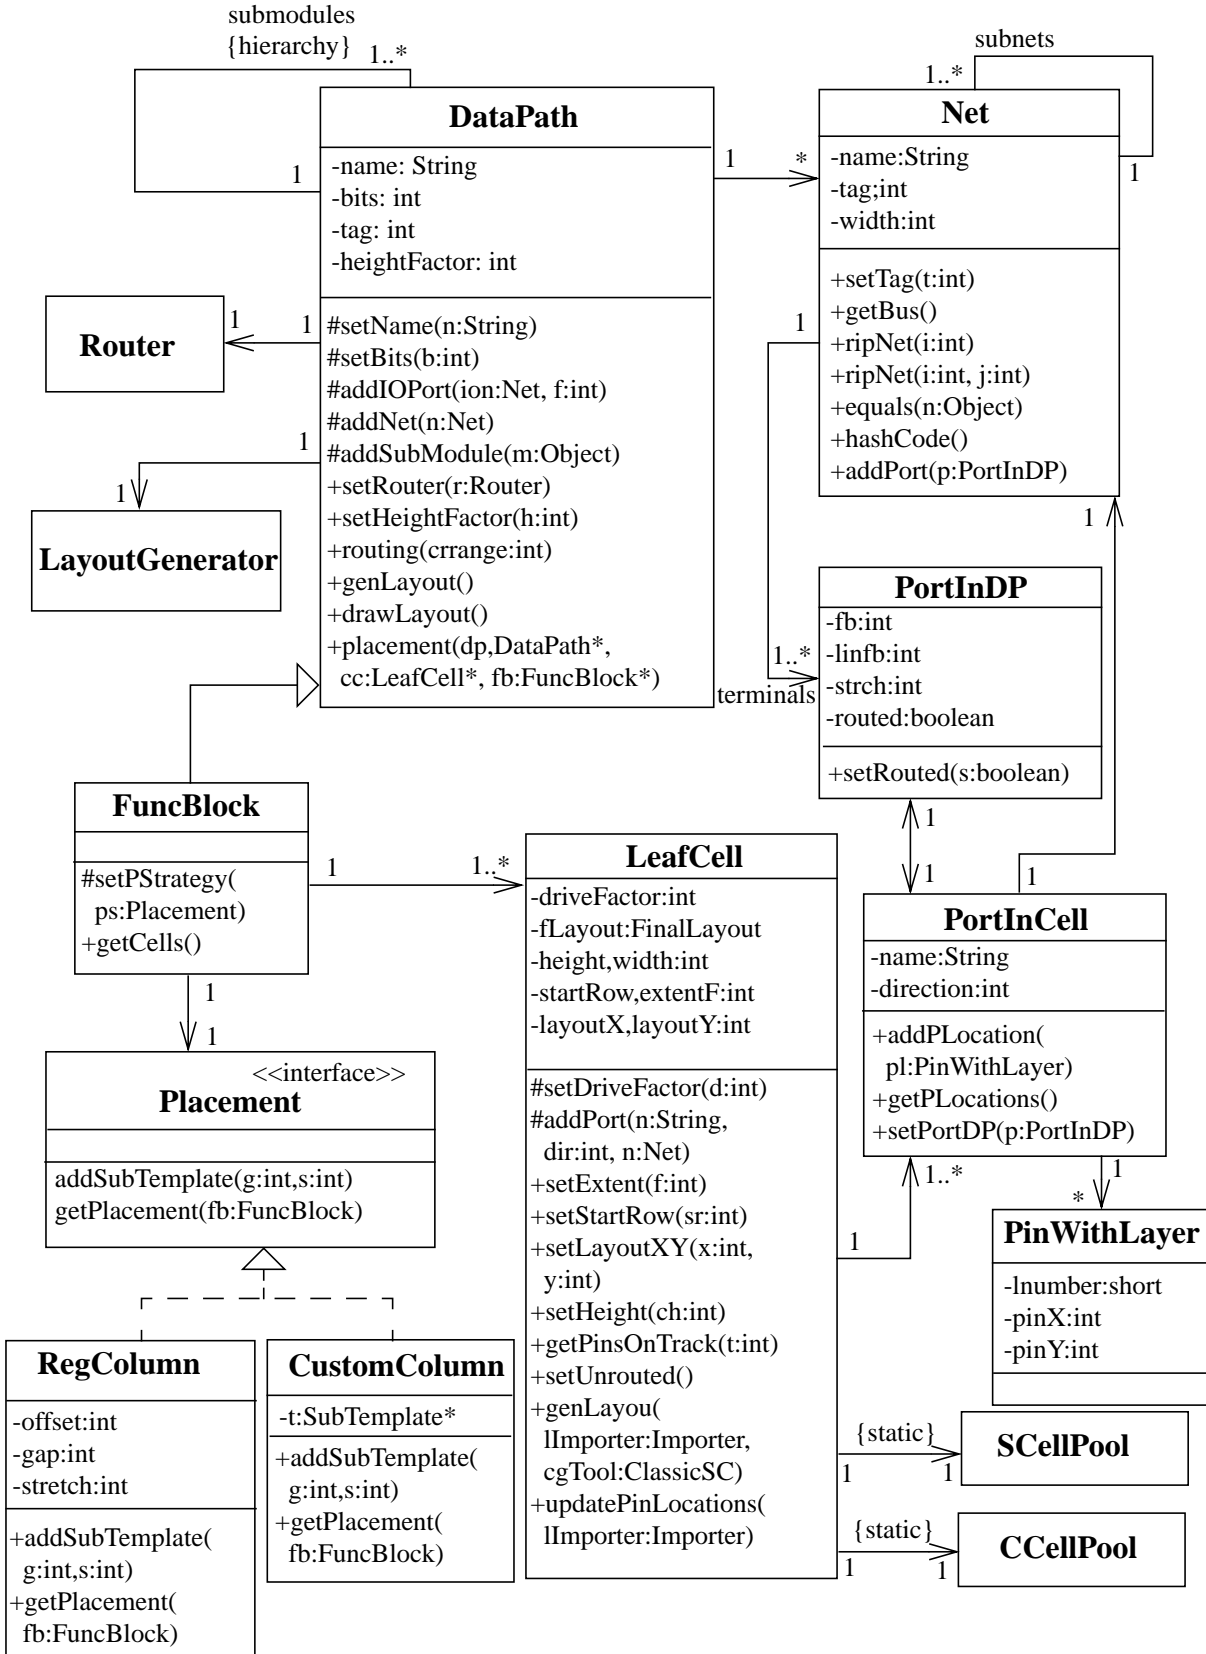 submodules
{hierarchy}
1..*
1
DataPath
-name: String
-bits: int
-tag: int
-heightFactor: int
#setName(n:String)
#setBits(b:int)
#addIOPort(ion:Net, f:int)
#addNet(n:Net)
#addSubModule(m:Object)
+setRouter(r:Router)
+setHeightFactor(h:int)
+routing(crrange:int)
+genLayout()
+drawLayout()
+placement(dp,DataPath*,
cc:LeafCell*, fb:FuncBlock*)
1
*
subnets
1..*
1
Net
-name:String
-tag;int
-width:int
+setTag(t:int)
+getBus()
+ripNet(i:int)
+ripNet(i:int, j:int)
+equals(n:Object)
+hashCode()
+addPort(p:PortInDP)
1
1
Router
1
1
LayoutGenerator
1
1..*
terminals
1
PortInDP
-fb:int
-linfb:int
-strch:int
-routed:boolean
+setRouted(s:boolean)
1
1
1
FuncBlock
#setPStrategy(
ps:Placement)
+getCells()
1
1..*
1
1
LeafCell
-driveFactor:int
-fLayout:FinalLayout
-height,width:int
-startRow,extentF:int
-layoutX,layoutY:int
#setDriveFactor(d:int)
#addPort(n:String,
dir:int, n:Net)
+setExtent(f:int)
+setStartRow(sr:int)
+setLayoutXY(x:int,
y:int)
+setHeight(ch:int)
+getPinsOnTrack(t:int)
+setUnrouted()
+genLayou(
lImporter:Importer,
cgTool:ClassicSC)
+updatePinLocations(
lImporter:Importer)
PortInCell
-name:String
-direction:int
+addPLocation(
pl:PinWithLayer)
+getPLocations()
+setPortDP(p:PortInDP)
1..*
1
1
*
PinWithLayer
-lnumber:short
-pinX:int
-pinY:int
<<interface>>
Placement
addSubTemplate(g:int,s:int)
getPlacement(fb:FuncBlock)
RegColumn
-offset:int
-gap:int
-stretch:int
+addSubTemplate(
g:int,s:int)
+getPlacement(
fb:FuncBlock)
CustomColumn
-t:SubTemplate*
+addSubTemplate(
g:int,s:int)
+getPlacement(
fb:FuncBlock)
{static}
1
1
SCellPool
{static}
1
1
CCellPool